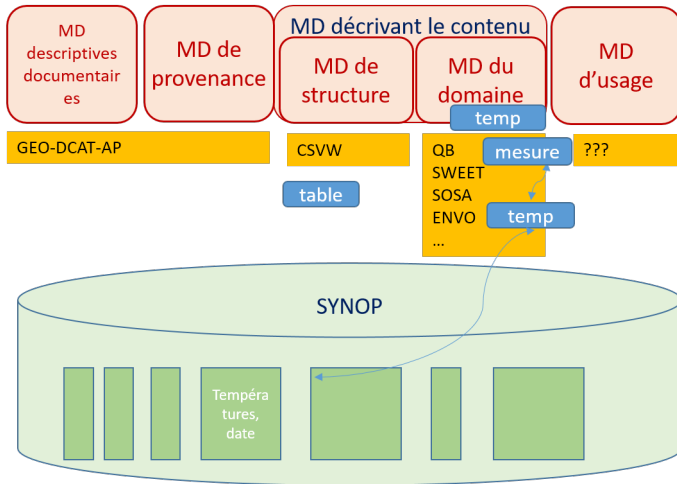 MD
descriptives
documentair
es
MD de
provenance
MD décrivant le contenu
MD de
structure
MD du
domaine
MD
d’usage
temp
GEO-DCAT-AP
CSVW
QB
SWEET
SOSA
ENVO
...
mesure
???
table
temp
SYNOP
Tempéra
tures,
date